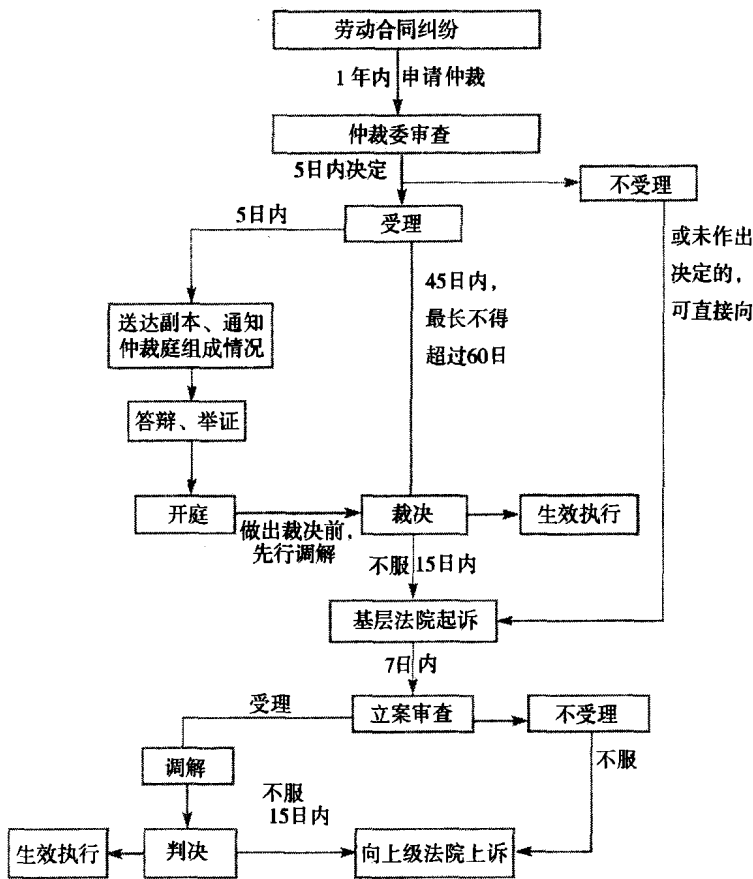 劳动合同纠纷
1年内 申请仲裁
仲裁委审查
5日内决定
不受理
5日内
受理
或未作出
决定的，
可直接向
45日内，
最长不得
超过60日
送达副本、通知
仲裁庭组成情况
答辩、举证
开庭
做出裁决前，
先行调解
裁决
生效执行
不服 15日内
基层法院起诉
7日内
受理
立案审查
不受理
不服
调解
不服
15日内
生效执行
判决
向上级法院上诉